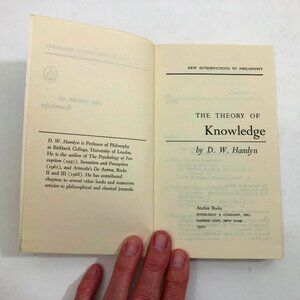 D. W. Hamlyn is Professor of Philosophy
at Birkbeck College, University of London.
He is the author of The Psychology of Per-
ception (1957), Sensation and Perception
(1961), and Aristotle's De Anima, Books
II and III (1968). He has contributed
chapters to several other books and numerous
articles to philosophical and classical journals.
NEW INTRODUCTIONS TO PHILOSOPHY
THE THEORY OF
Knowledge
by D. W. Hamlyn
Anchor Books
DOUBLEDAY & COMPANY, INC.
GARDEN CITY, NEW YORK
1970